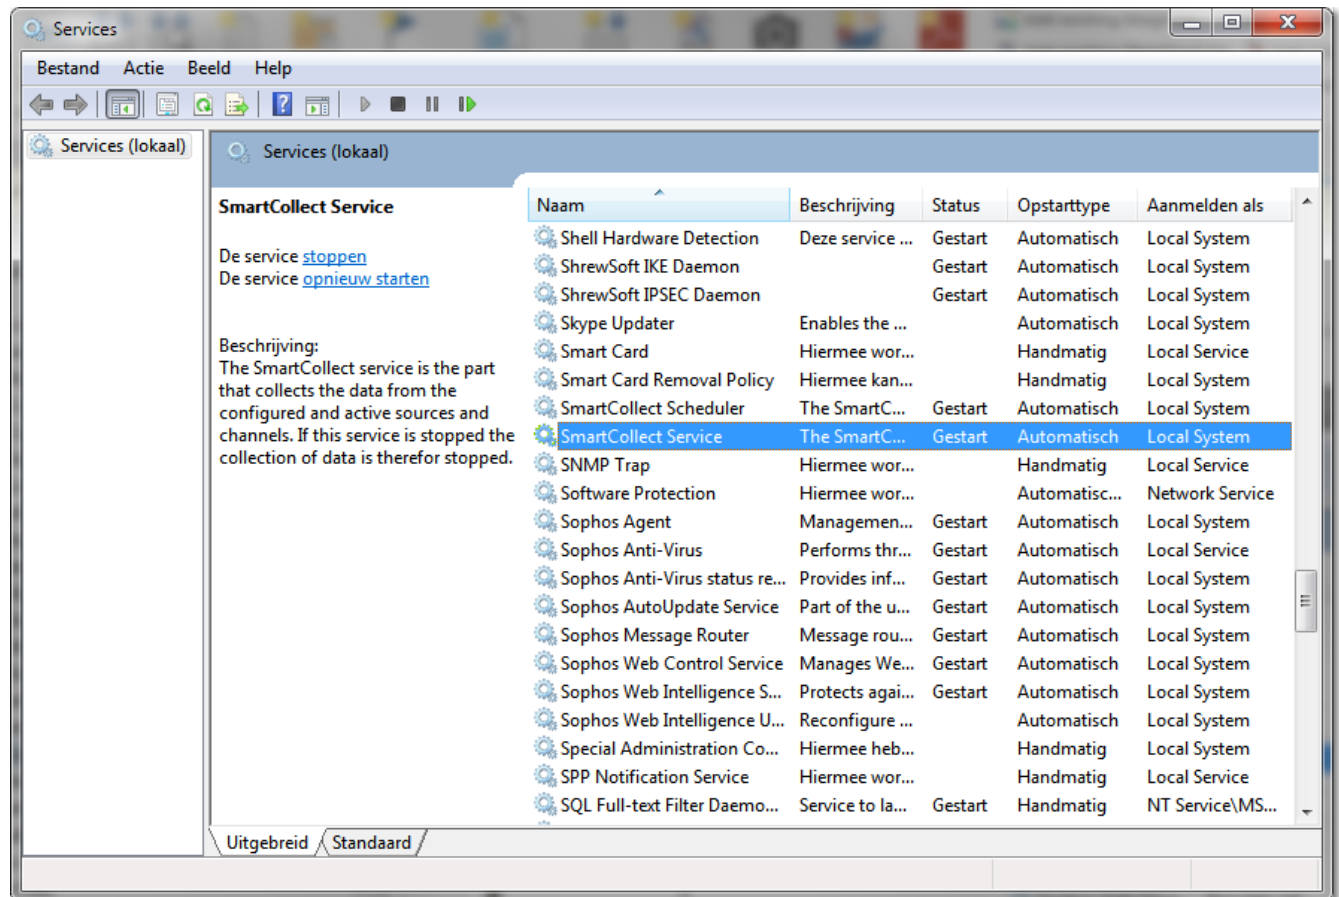 Services
Bestand Actie Beeld Help
Services (lokaal)
Services (lokaal)
SmartCollect Service
De service stoppen
De service opnieuw starten
Beschrijving:
The SmartCollect service is the part
that collects the data from the
configured and active sources and
channels. If this service is stopped the
collection of data is therefor stopped.
Naam Beschrijving Status Opstarttype Aanmelden als
Shell Hardware Detection Deze service ... Gestart Automatisch Local System
ShrewSoft IKE Daemon Gestart Automatisch Local System
ShrewSoft IPSEC Daemon Gestart Automatisch Local System
Skype Updater Enables the ... Automatisch Local System
Smart Card Hiermee wor... Handmatig Local Service
Smart Card Removal Policy Hiermee kan... Handmatig Local System
SmartCollect Scheduler The SmartC... Gestart Automatisch Local System
SmartCollect Service The SmartC... Gestart Automatisch Local System
SNMP Trap Hiermee wor... Handmatig Local Service
Software Protection Hiermee wor... Automatisc... Network Service
Sophos Agent Managemen... Gestart Automatisch Local System
Sophos Anti-Virus Performs thr... Gestart Automatisch Local Service
Sophos Anti-Virus status re... Provides inf... Gestart Automatisch Local System
Sophos AutoUpdate Service Part of the u... Gestart Automatisch Local System
Sophos Message Router Message rou... Gestart Automatisch Local System
Sophos Web Control Service Manages We... Gestart Automatisch Local System
Sophos Web Intelligence S... Protects agai... Gestart Automatisch Local System
Sophos Web Intelligence U... Reconfigure ... Automatisch Local System
Special Administration Co... Hiermee heb... Handmatig Local System
SPP Notification Service Hiermee wor... Handmatig Local Service
SQL Full-text Filter Daemo... Service to la... Gestart Handmatig NT Service\MS...
Uitgebreid Standaard